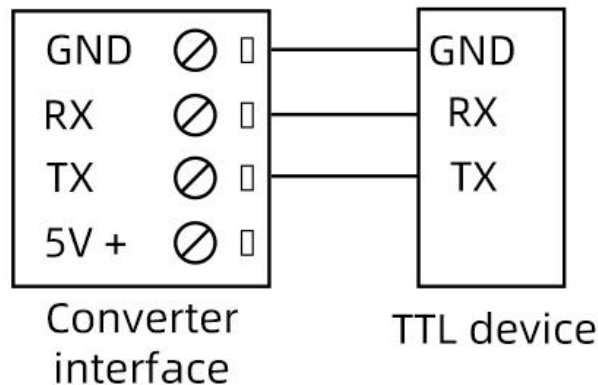 GND
RX
TX
5V +
GND
RX
TX
Converter
interface
TTL device